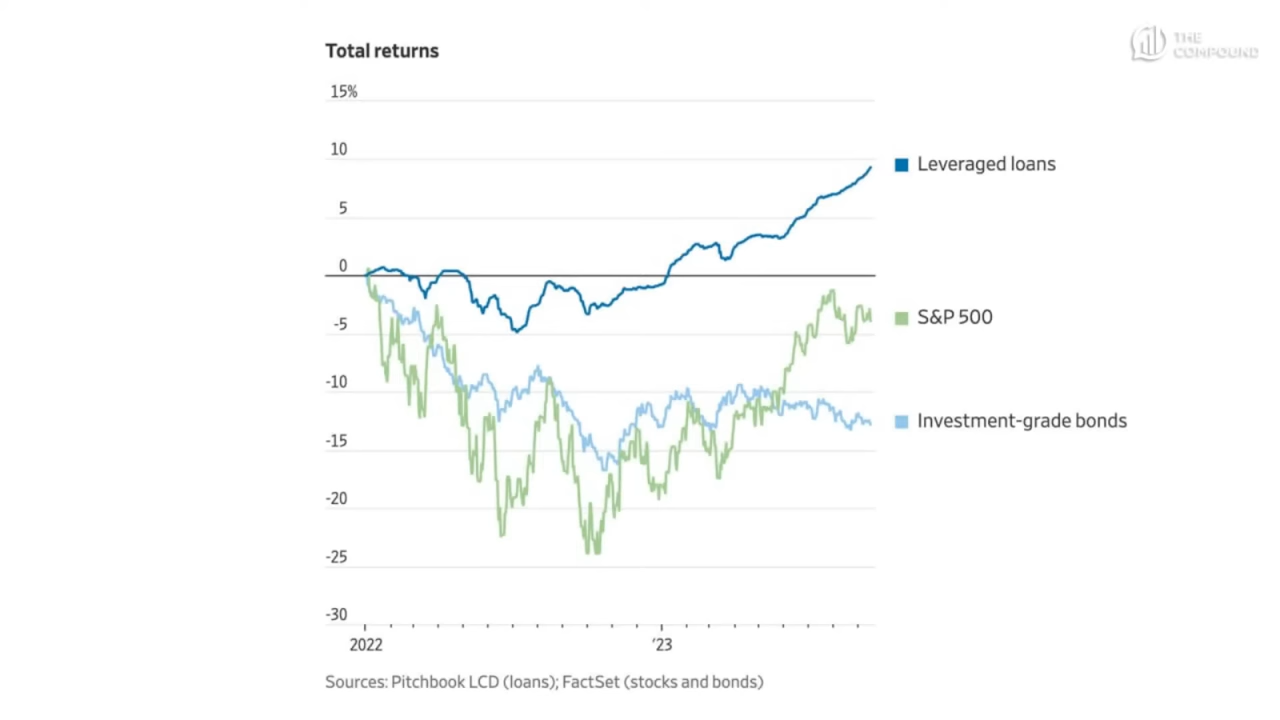 THE
COMPOUND
Total returns
15%
10
5
0
-5
-10
-15
-20
-25
-30
Leveraged loans
S&P 500
Investment-grade bonds
2022
'23
Sources: Pitchbook LCD (loans); FactSet (stocks and bonds)